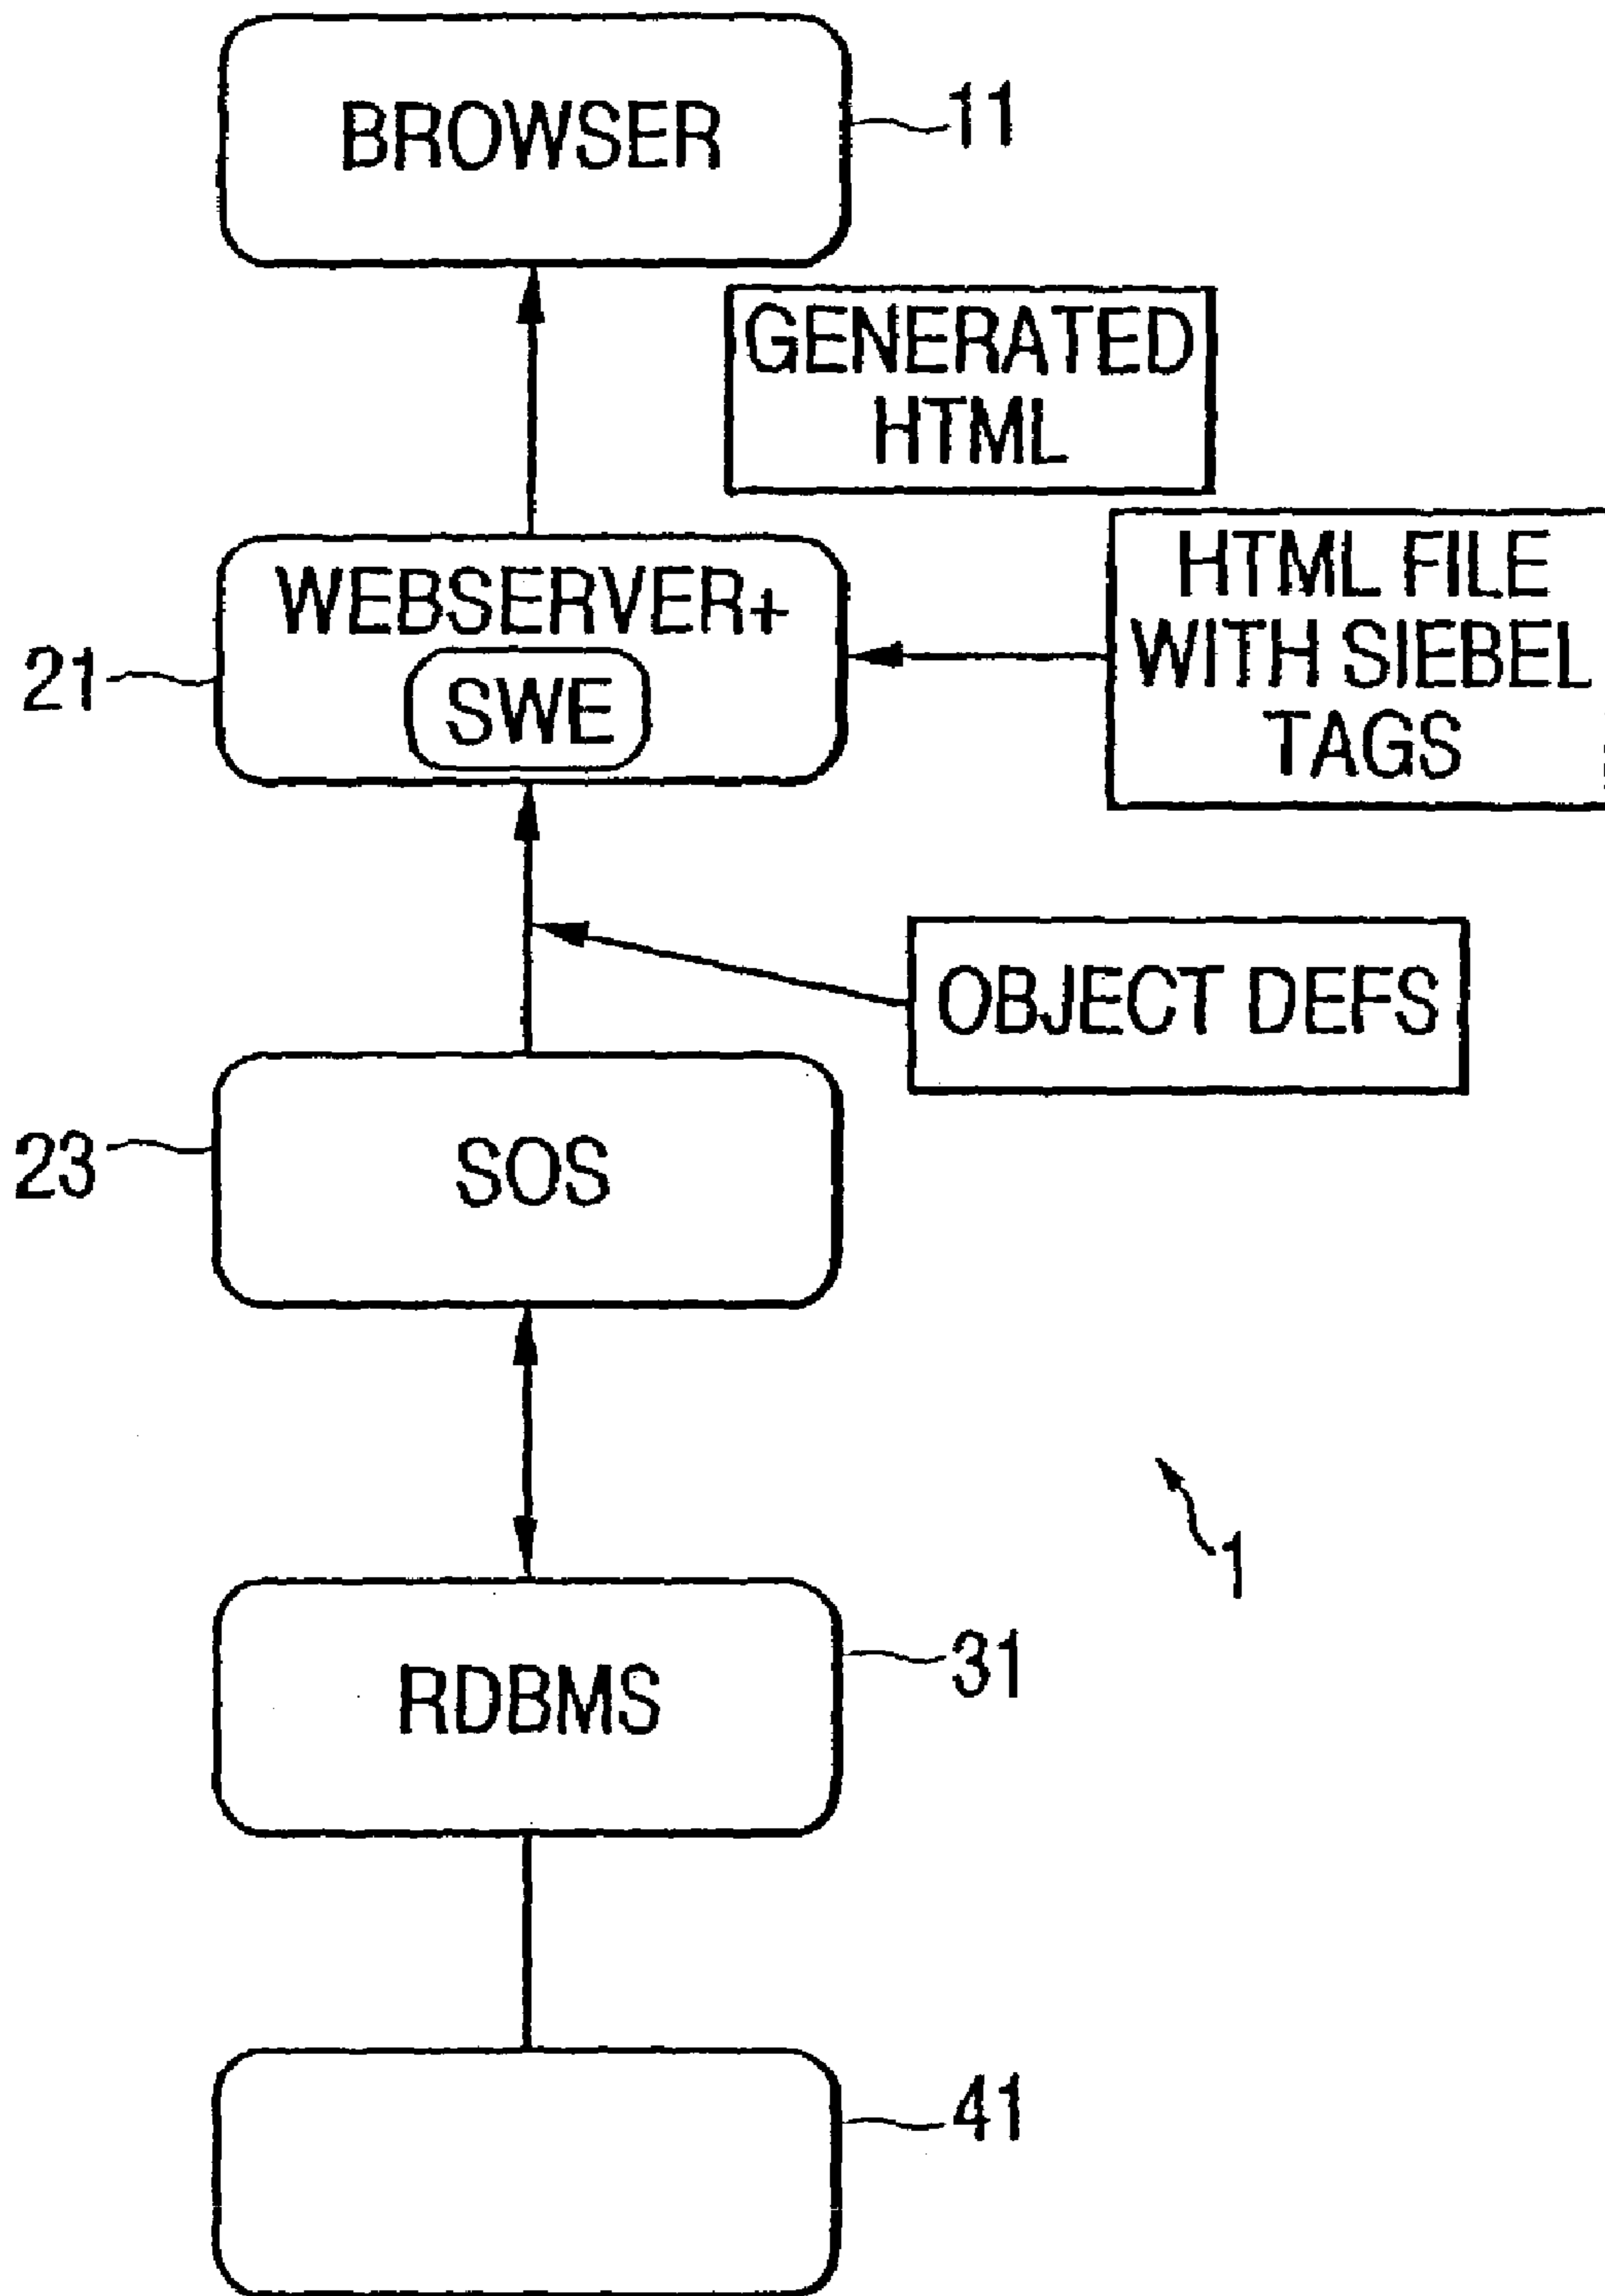 BROWSER
11
GENERATED
HTML
WEBSERVER+
SWE
21
HTML FILE
WITH SIEBEL
TAGS
OBJECT DEFS
23
SOS
1
RDBMS
31
41